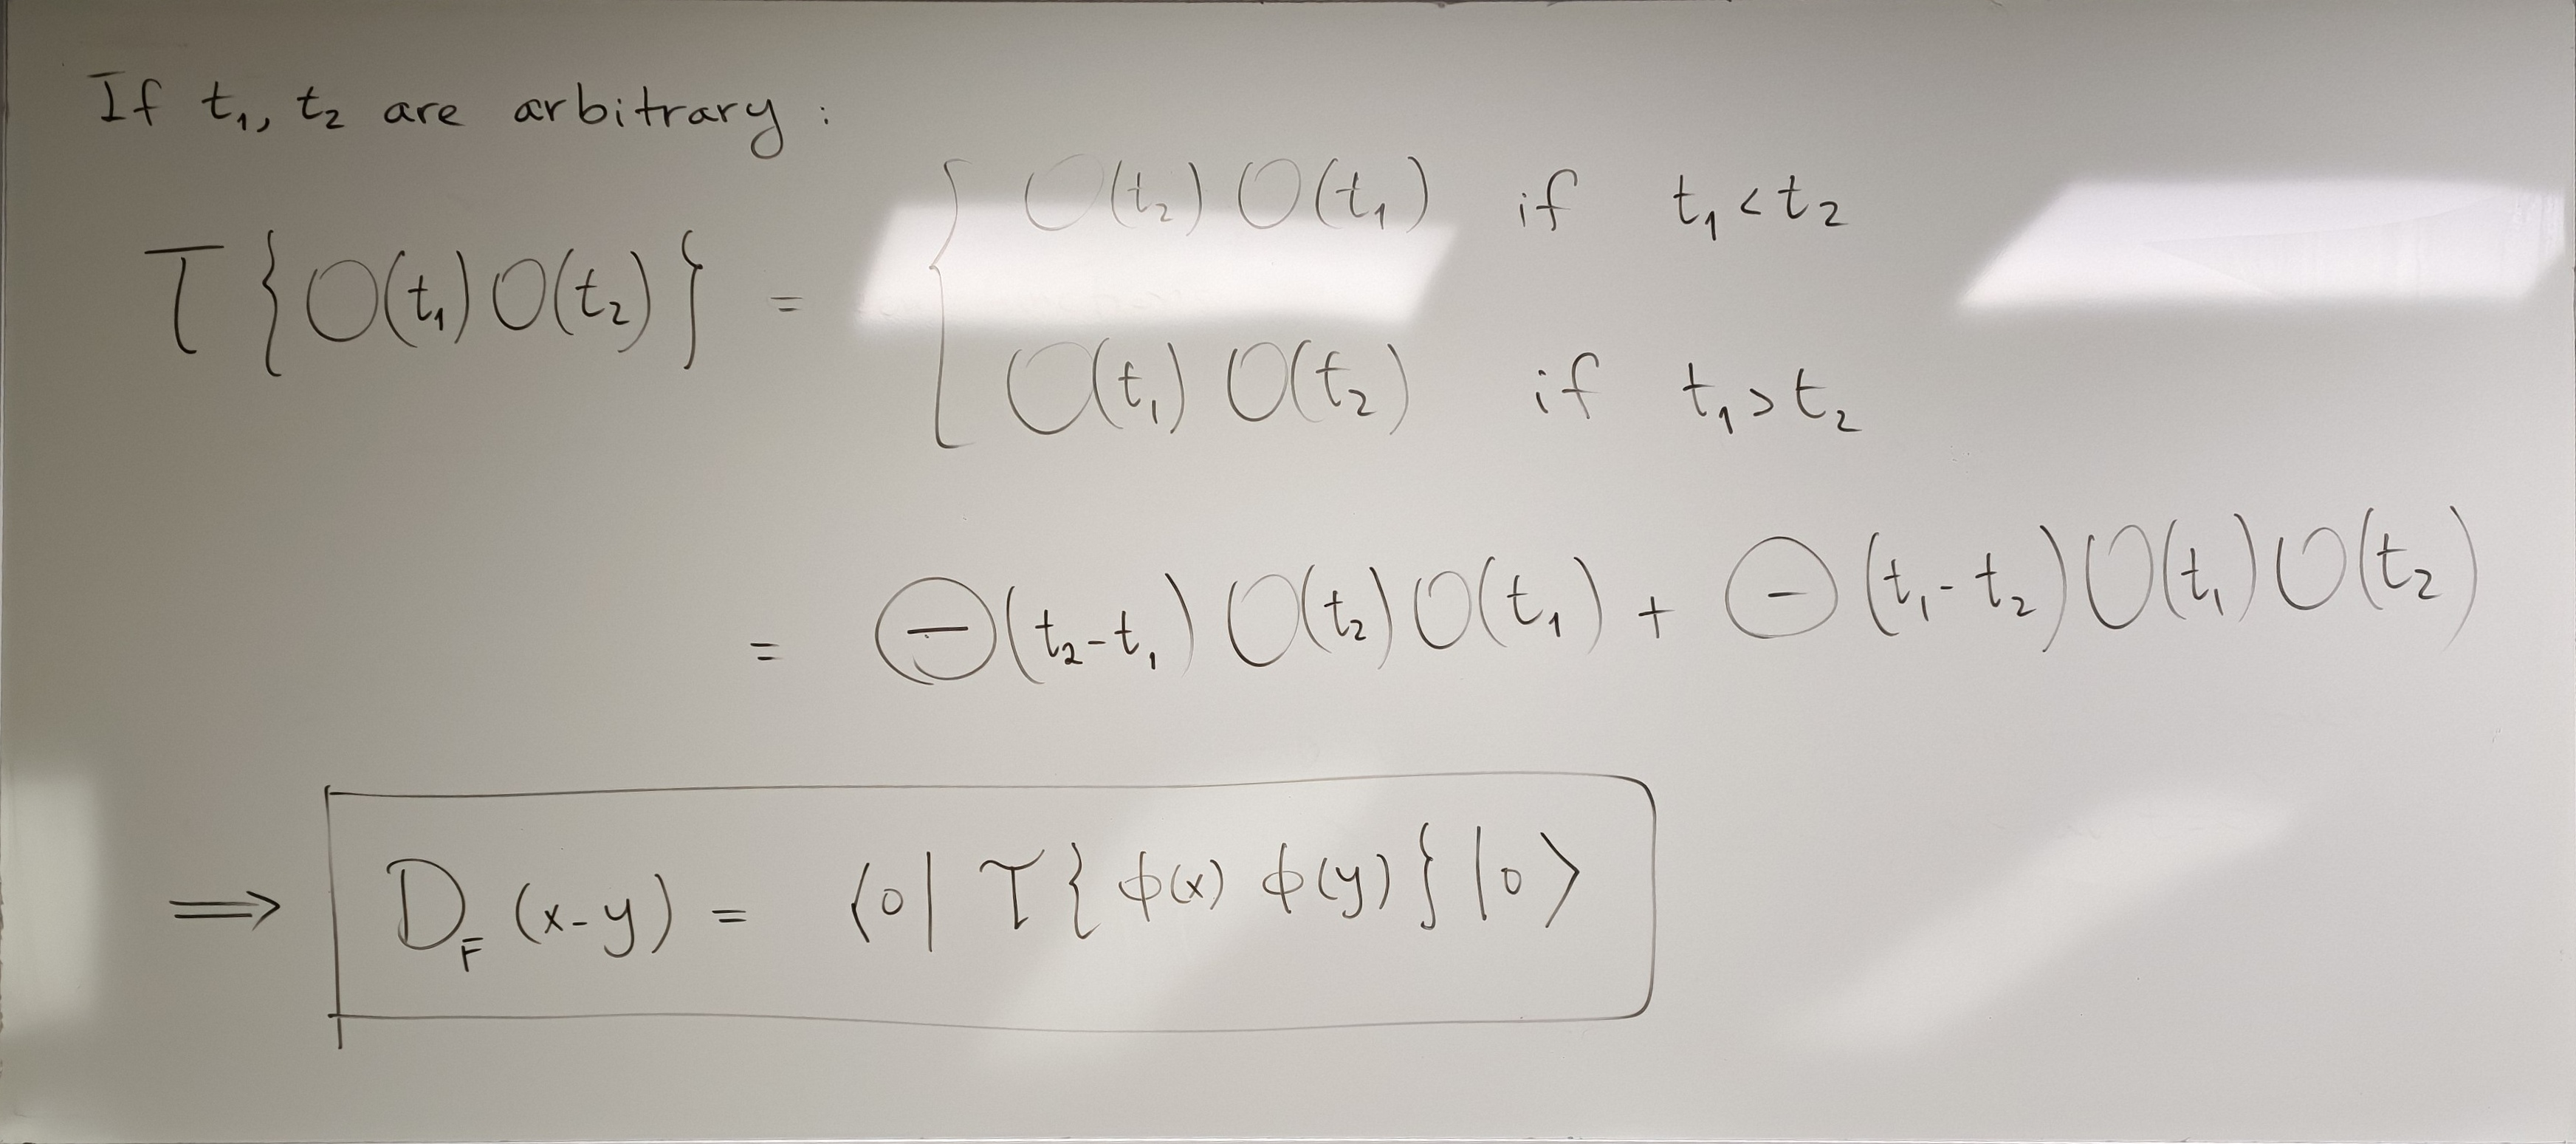 If t₁, t₂ are arbitrary :
T{O(t₁) O(t₂)} = { O(t₂) O(t₁) if t₁ < t₂
O(t₁) O(t₂) if t₁ > t₂
= Θ(t₂-t₁) O(t₂) O(t₁) + Θ(t₁-t₂) O(t₁) O(t₂)
⟹ D_F (x-y) = ⟨0| T{ϕ(x) ϕ(y)} |0⟩